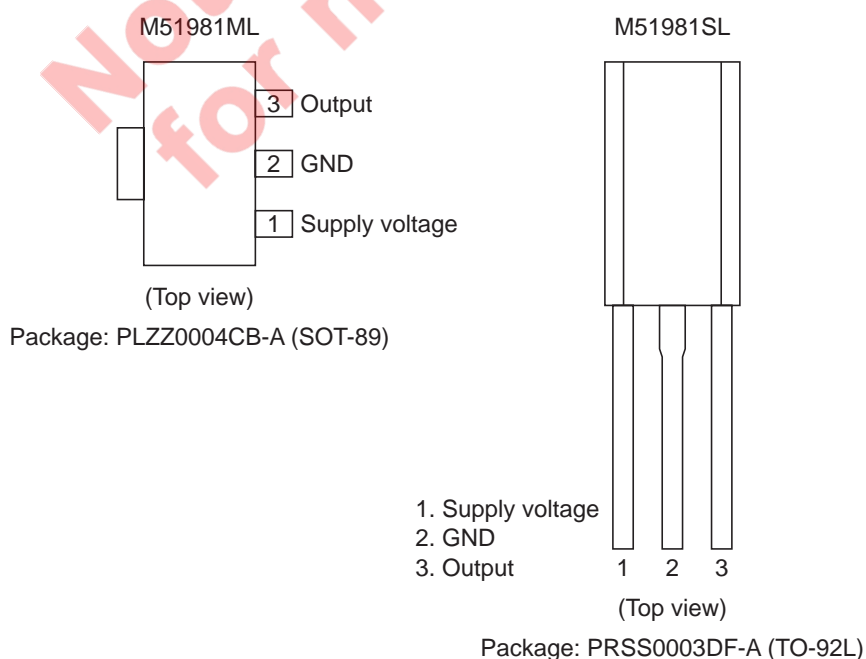 M51981ML
3 Output
2 GND
1 Supply voltage
(Top view)
Package: PLZZ0004CB-A (SOT-89)
M51981SL
1. Supply voltage
2. GND
3. Output
1 2 3
(Top view)
Package: PRSS0003DF-A (TO-92L)
for